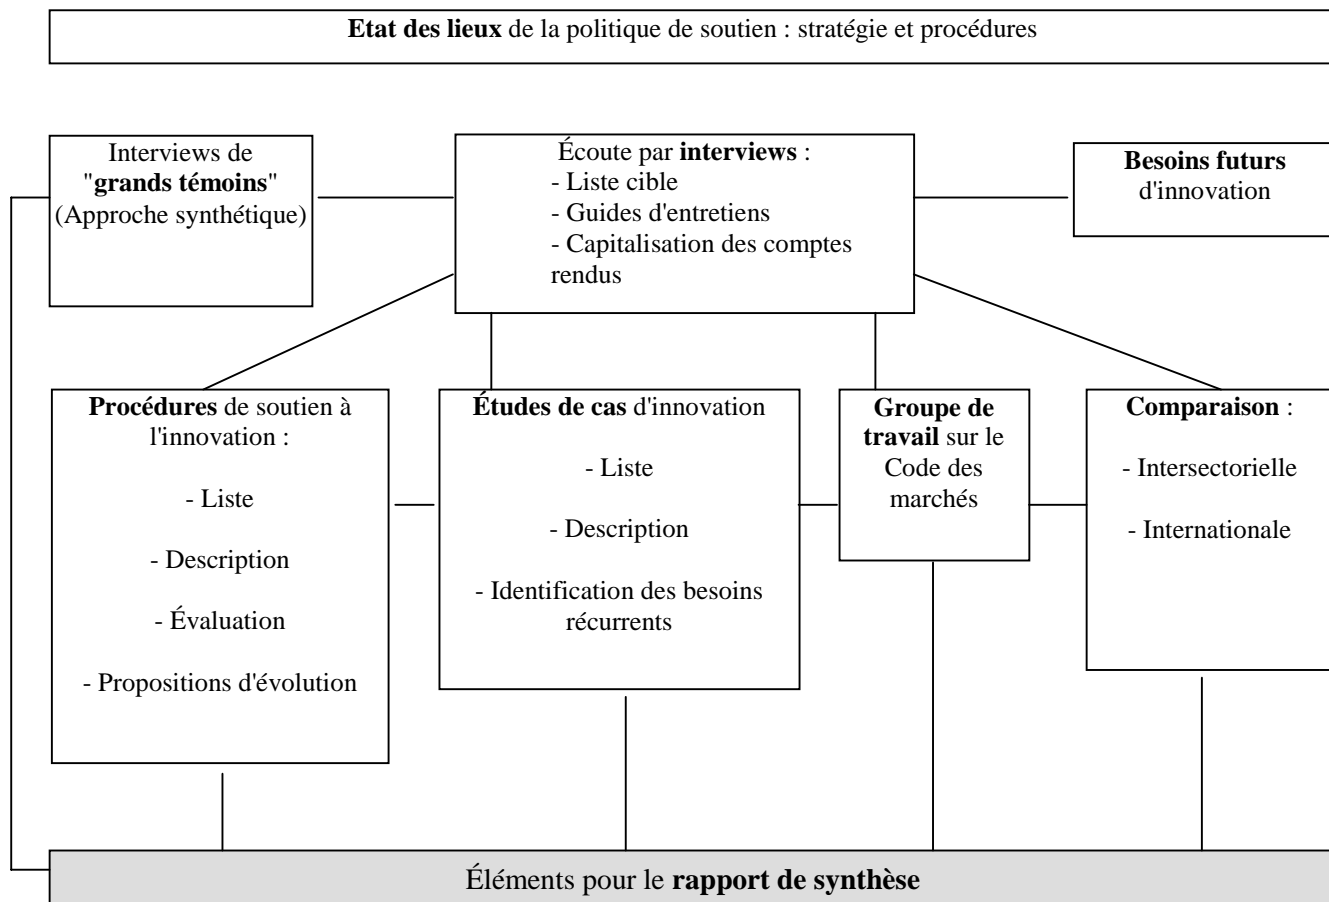 Etat des lieux de la politique de soutien : stratégie et procédures
Interviews de
"grands témoins"
(Approche synthétique)
Écoute par interviews :
- Liste cible
- Guides d'entretiens
- Capitalisation des comptes
rendus
Besoins futurs
d'innovation
Procédures de soutien à
l'innovation :
- Liste
- Description
- Évaluation
- Propositions d'évolution
Études de cas d'innovation
- Liste
- Description
- Identification des besoins
récurrents
Groupe de
travail sur le
Code des
marchés
Comparaison :
- Intersectorielle
- Internationale
Éléments pour le rapport de synthèse